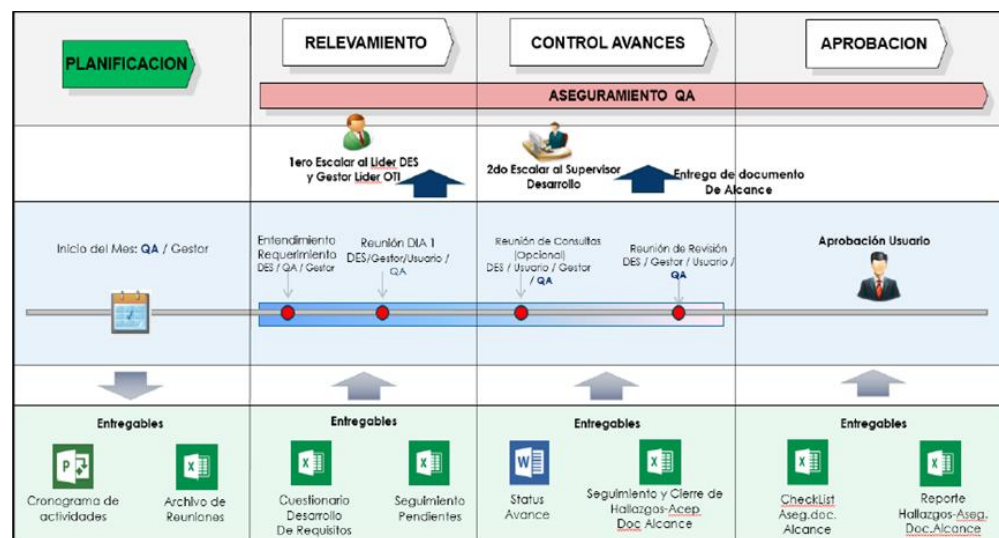 PLANIFICACION
RELEVAMIENTO
CONTROL AVANCES
APROBACION
ASEGURAMIENTO QA
1ero Escalar al Lider DES
y Gestor Lider OTI
2do Escalar al Supervisor
Desarrollo
Entrega de documento
De Alcance
Inicio del Mes: QA / Gestor
Entendimiento
Requerimiento
DES / QA / Gestor
Reunión DIA 1
DES/Gestor/Usuario /
QA
Reunión de Consultas
(Opcional)
DES / Usuario / Gestor
/ QA
Reunión de Revisión
DES / Gestor / Usuario /
QA
Aprobación Usuario
Entregables
Cronograma de
actividades
Archivo de
Reuniones
Entregables
Cuestionario
Desarrollo
De Requisitos
Seguimiento
Pendientes
Entregables
Status
Avance
Seguimiento y Cierre de
Hallazgos-Acep
Doc Alcance
Entregables
CheckList
Aseg.doc.
Alcance
Reporte
Hallazgos-Aseg.
Doc.Alcance